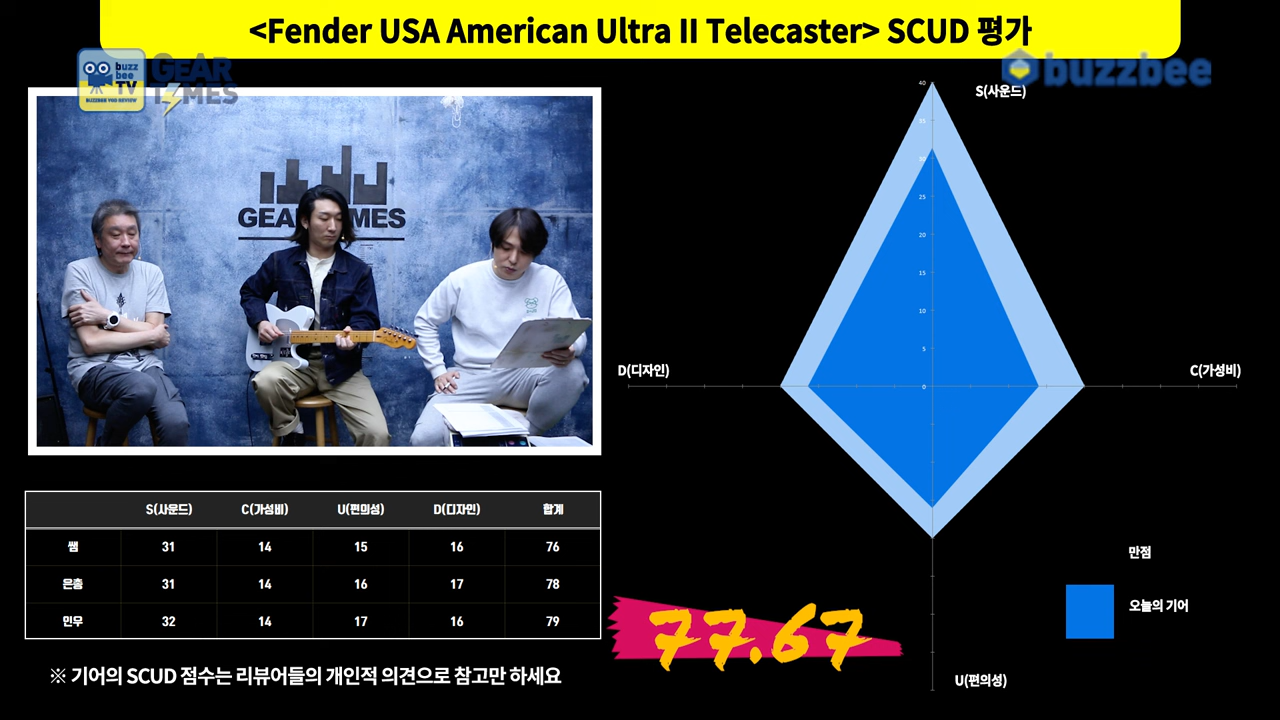 <Fender USA American Ultra II Telecaster> SCUD 평가
buzz
bee
TV
BUZZBEE YOU REVIEW
GEAR
TIMES
buzzbee
GEAR TIMES
S(사운드)
40
35
30
25
20
15
10
5
0
D(디자인)
C(가성비)
U(편의성)
만점
오늘의 기어
S(사운드) C(가성비) U(편의성) D(디자인) 합계
쌤 31 14 15 16 76
은총 31 14 16 17 78
민우 32 14 17 16 79
77.67
※ 기어의 SCUD 점수는 리뷰어들의 개인적 의견으로 참고만 하세요